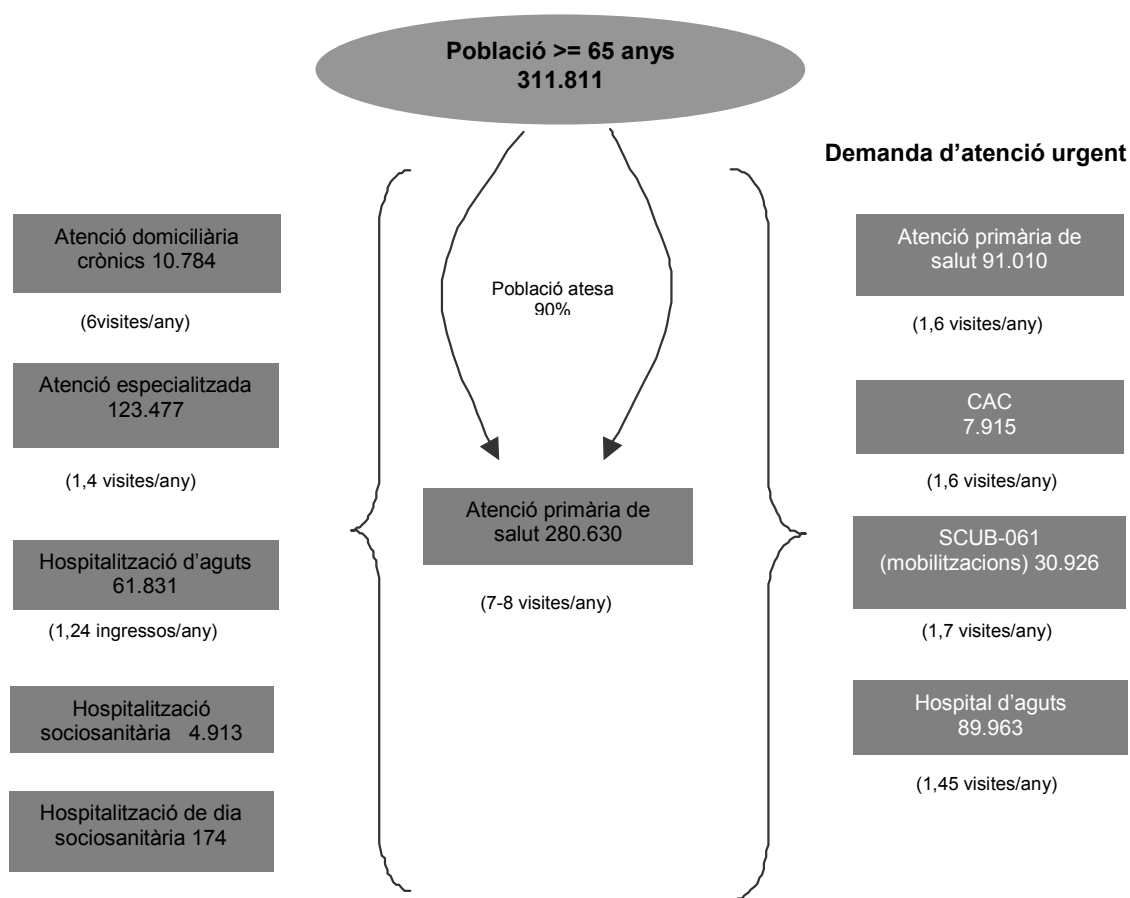 Població >= 65 anys
311.811
Demanda d’atenció urgent
Atenció domiciliària
crònics 10.784
(6visites/any)
Atenció especialitzada
123.477
(1,4 visites/any)
Hospitalització d’aguts
61.831
(1,24 ingressos/any)
Hospitalització
sociosanitària 4.913
Hospitalització de dia
sociosanitària 174
Població atesa
90%
Atenció primària de
salut 280.630
(7-8 visites/any)
Atenció primària de
salut 91.010
(1,6 visites/any)
CAC
7.915
(1,6 visites/any)
SCUB-061
(mobilitzacions) 30.926
(1,7 visites/any)
Hospital d’aguts
89.963
(1,45 visites/any)